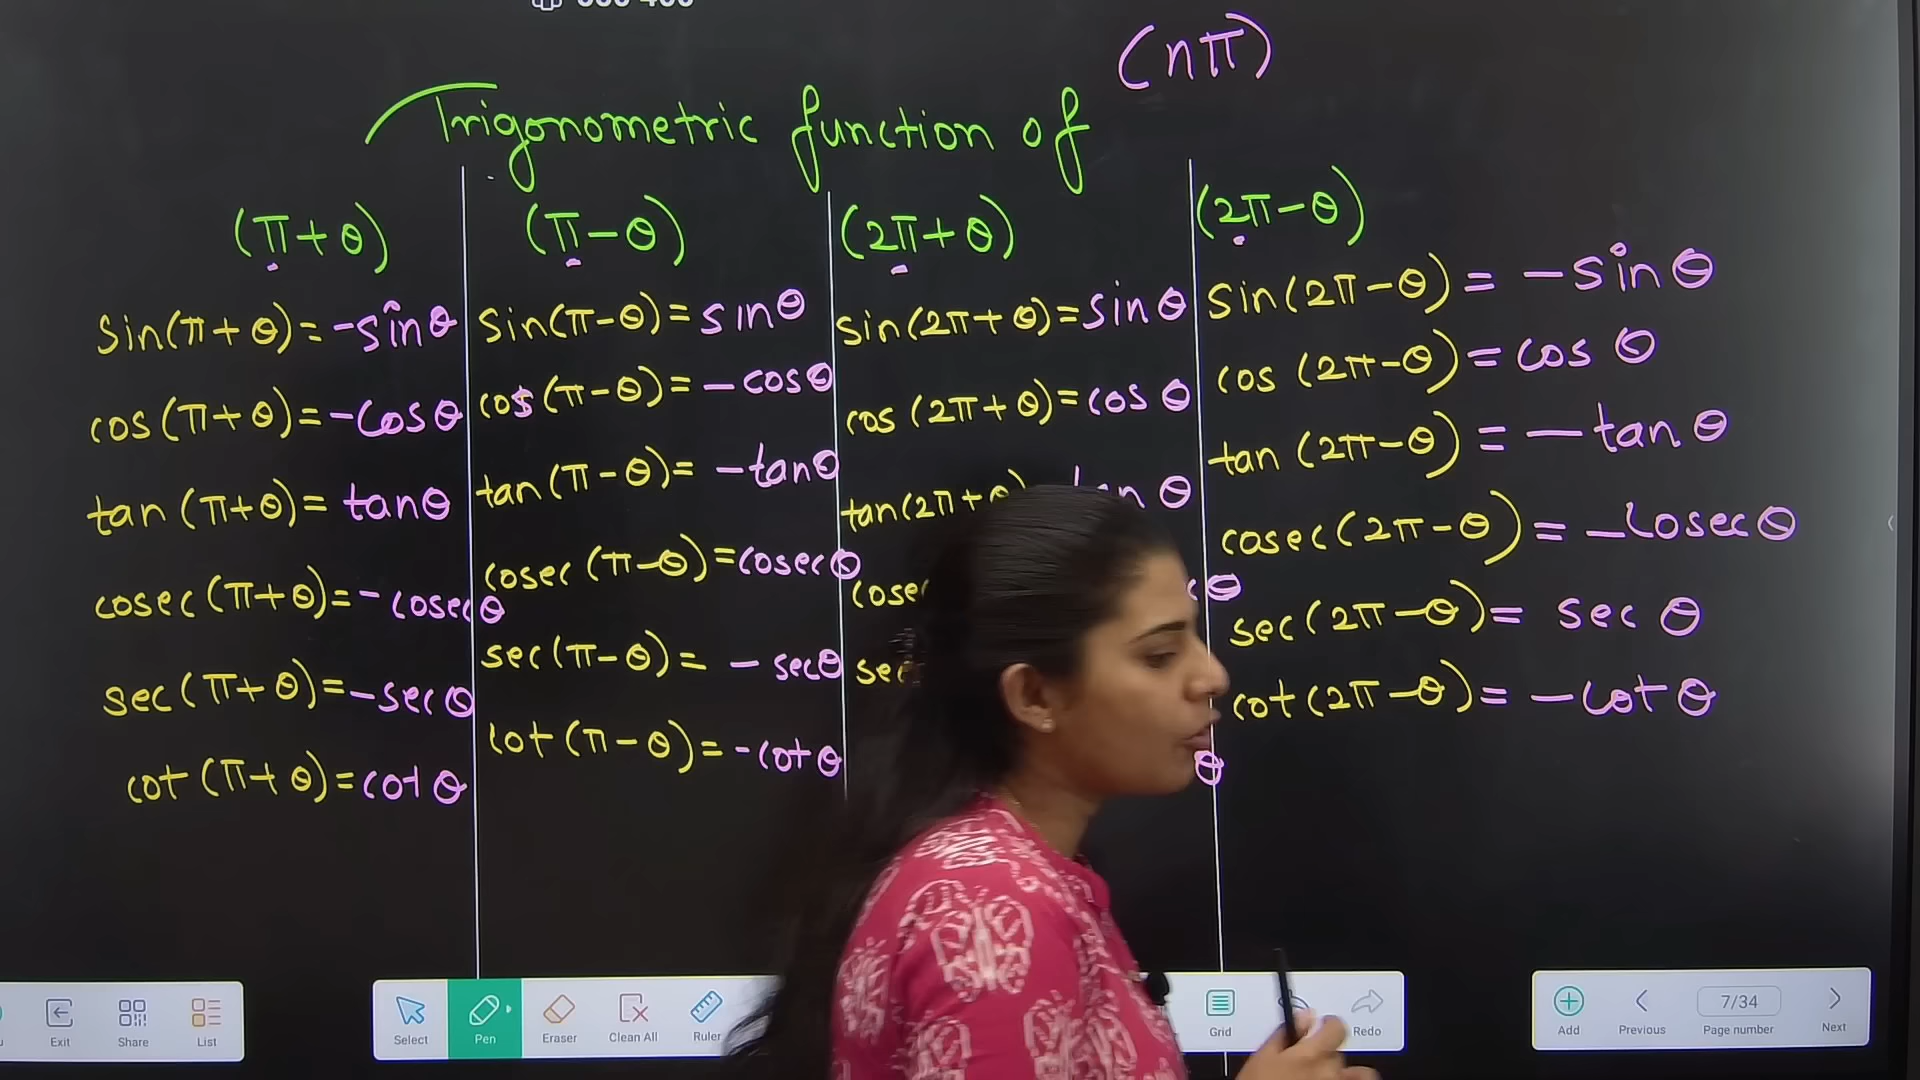 (nπ)
Trigonometric function of
(π+θ)
sin(π+θ)=-sinθ
cos(π+θ)=-cosθ
tan(π+θ)=tanθ
cosec(π+θ)=-cosecθ
sec(π+θ)=-secθ
cot(π+θ)=cotθ
(π-θ)
sin(π-θ)=sinθ
cos(π-θ)=-cosθ
tan(π-θ)=-tanθ
cosec(π-θ)=cosecθ
sec(π-θ)=-secθ
cot(π-θ)=-cotθ
(2π+θ)
sin(2π+θ)=sinθ
cos(2π+θ)=cosθ
tan(2π+θ) tanθ
θ
θ
(2π-θ)
sin(2π-θ)=-sinθ
cos(2π-θ)=cosθ
tan(2π-θ)=-tanθ
cosec(2π-θ)=-cosecθ
sec(2π-θ)=secθ
cot(2π-θ)=-cotθ
Exit Share List
Select Pen Eraser Clean All Ruler
Grid Redo
7/34
Add Previous Page number Next